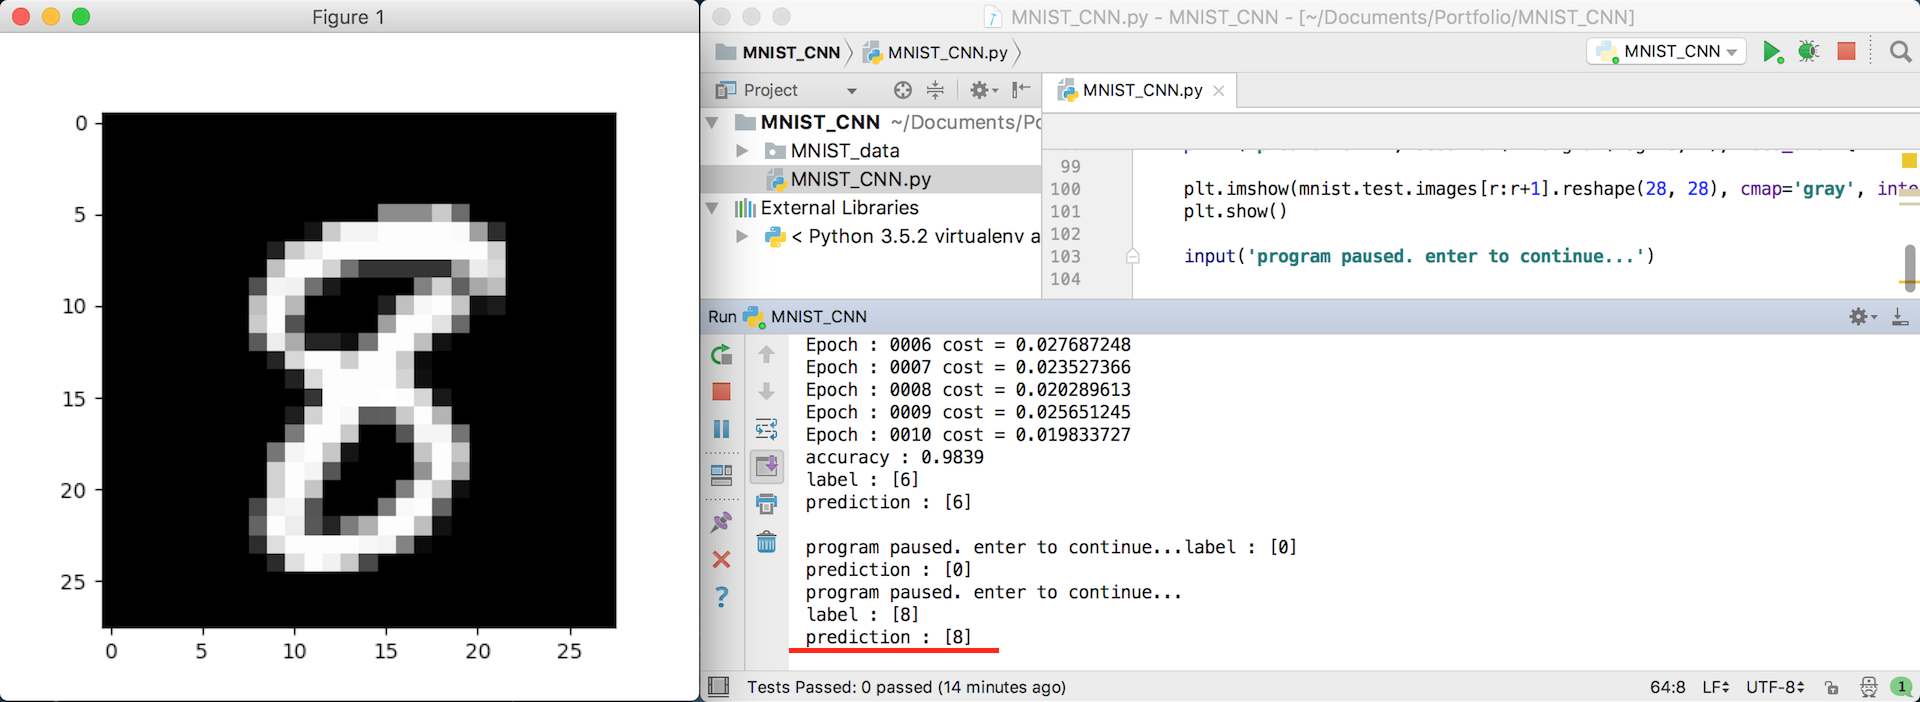 Figure 1
0
5
10
15
20
25
0 5 10 15 20 25
MNIST_CNN.py - MNIST_CNN - [~/Documents/Portfolio/MNIST_CNN]
MNIST_CNN MNIST_CNN.py
MNIST_CNN
Project
MNIST_CNN.py
MNIST_CNN ~/Documents/Po
MNIST_data
MNIST_CNN.py
External Libraries
< Python 3.5.2 virtualenv a
99
100 plt.imshow(mnist.test.images[r:r+1].reshape(28, 28), cmap='gray', inte
101 plt.show()
102
103 input('program paused. enter to continue...')
104
Run MNIST_CNN
Epoch : 0006 cost = 0.027687248
Epoch : 0007 cost = 0.023527366
Epoch : 0008 cost = 0.020289613
Epoch : 0009 cost = 0.025651245
Epoch : 0010 cost = 0.019833727
accuracy : 0.9839
label : [6]
prediction : [6]
program paused. enter to continue...label : [0]
prediction : [0]
program paused. enter to continue...
label : [8]
prediction : [8]
Tests Passed: 0 passed (14 minutes ago)
64:8 LF UTF-8 1